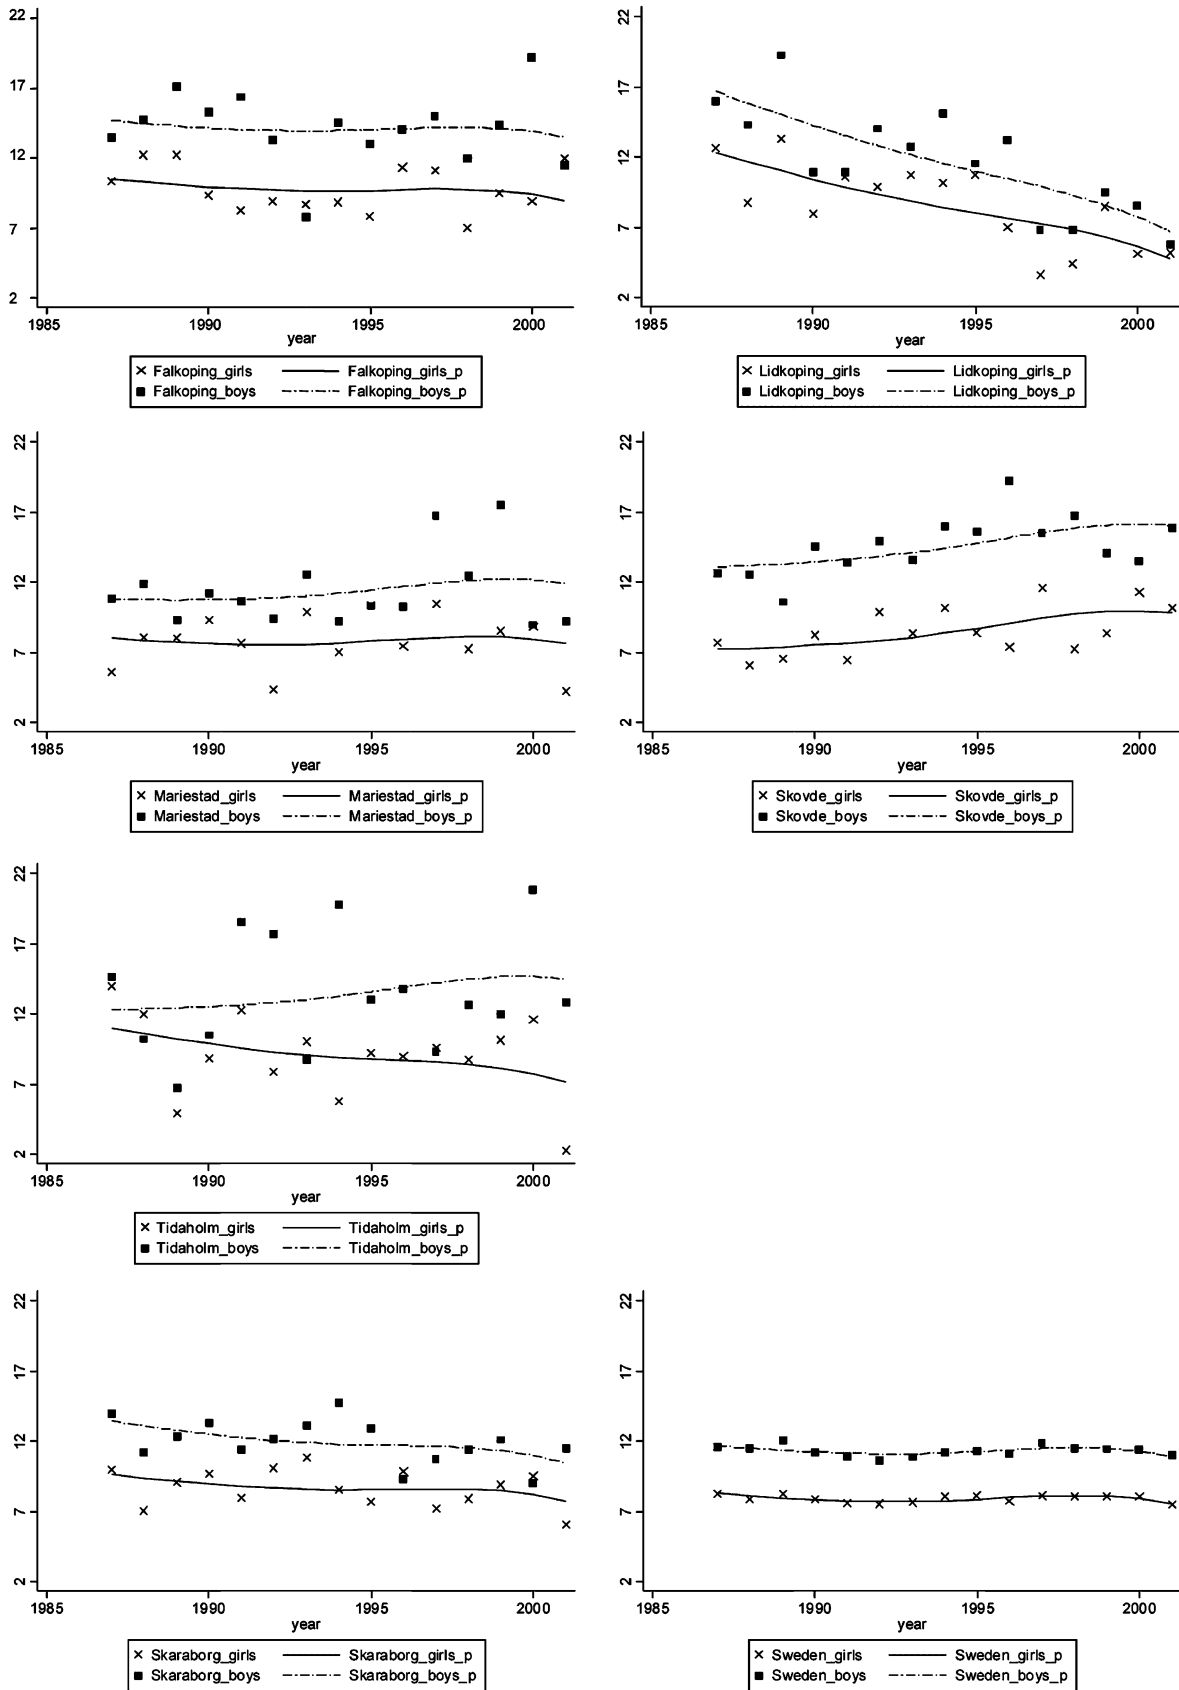 22
17
12
7
2
1985 1990 1995 2000
year
Falkoping_girls Falkoping_girls_p
Falkoping_boys Falkoping_boys_p
22
17
12
7
2
1985 1990 1995 2000
year
Lidkoping_girls Lidkoping_girls_p
Lidkoping_boys Lidkoping_boys_p
22
17
12
7
2
1985 1990 1995 2000
year
Mariestad_girls Mariestad_girls_p
Mariestad_boys Mariestad_boys_p
22
17
12
7
2
1985 1990 1995 2000
year
Skovde_girls Skovde_girls_p
Skovde_boys Skovde_boys_p
22
17
12
7
2
1985 1990 1995 2000
year
Tidaholm_girls Tidaholm_girls_p
Tidaholm_boys Tidaholm_boys_p
22
17
12
7
2
1985 1990 1995 2000
year
Skaraborg_girls Skaraborg_girls_p
Skaraborg_boys Skaraborg_boys_p
22
17
12
7
2
1985 1990 1995 2000
year
Sweden_girls Sweden_girls_p
Sweden_boys Sweden_boys_p